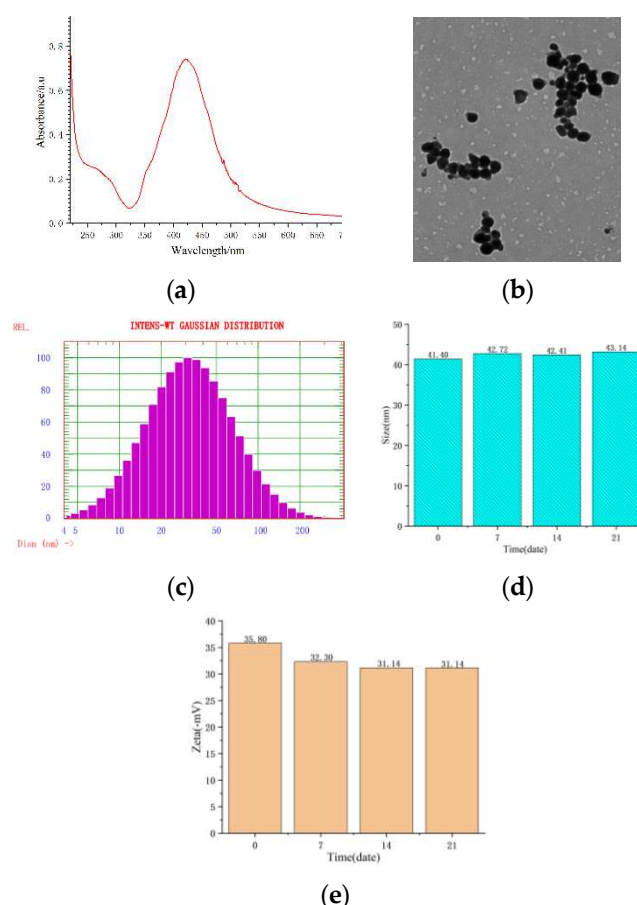 0.8
0.6
0.4
0.2
0.0
Absorbance/a.u
250 300 350 400 450 500 550 600 650
Wavelength/nm
(a)
(b)
REL.
INTENS-WT GAUSSIAN DISTRIBUTION
100
80
60
40
20
0
4 5 10 20 50 100 200
Diam (nm) ->
(c)
50
40
30
20
10
0
Size(nm)
41.40
42.72
42.41
43.14
0 7 14 21
Time(date)
(d)
40
35
30
25
20
15
10
5
0
Zeta(-mV)
35.80
32.30
31.14
31.14
0 7 14 21
Time(date)
(e)